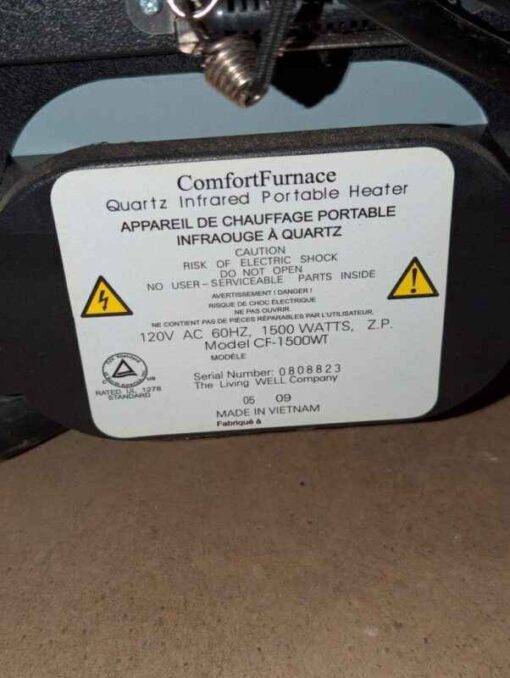 ComfortFurnace
Quartz Infrared Portable Heater
APPAREIL DE CHAUFFAGE PORTABLE
INFRAOUGE À QUARTZ
CAUTION
RISK OF ELECTRIC SHOCK
DO NOT OPEN
NO USER-SERVICEABLE PARTS INSIDE
AVERTISSEMENT ! DANGER !
RISQUE DE CHOC ÉLECTRIQUE
NE PAS OUVRIR.
NE CONTIENT PAS DE PIÈCES RÉPARABLES PAR L'UTILISATEUR.
120V AC 60HZ, 1500 WATTS, Z.P.
Model CF-1500WT
MODÈLE
Serial Number: 0808823
The Living WELL Company
RATED UL 1278
STANDARD
05 09
MADE IN VIETNAM
Fabriqué à